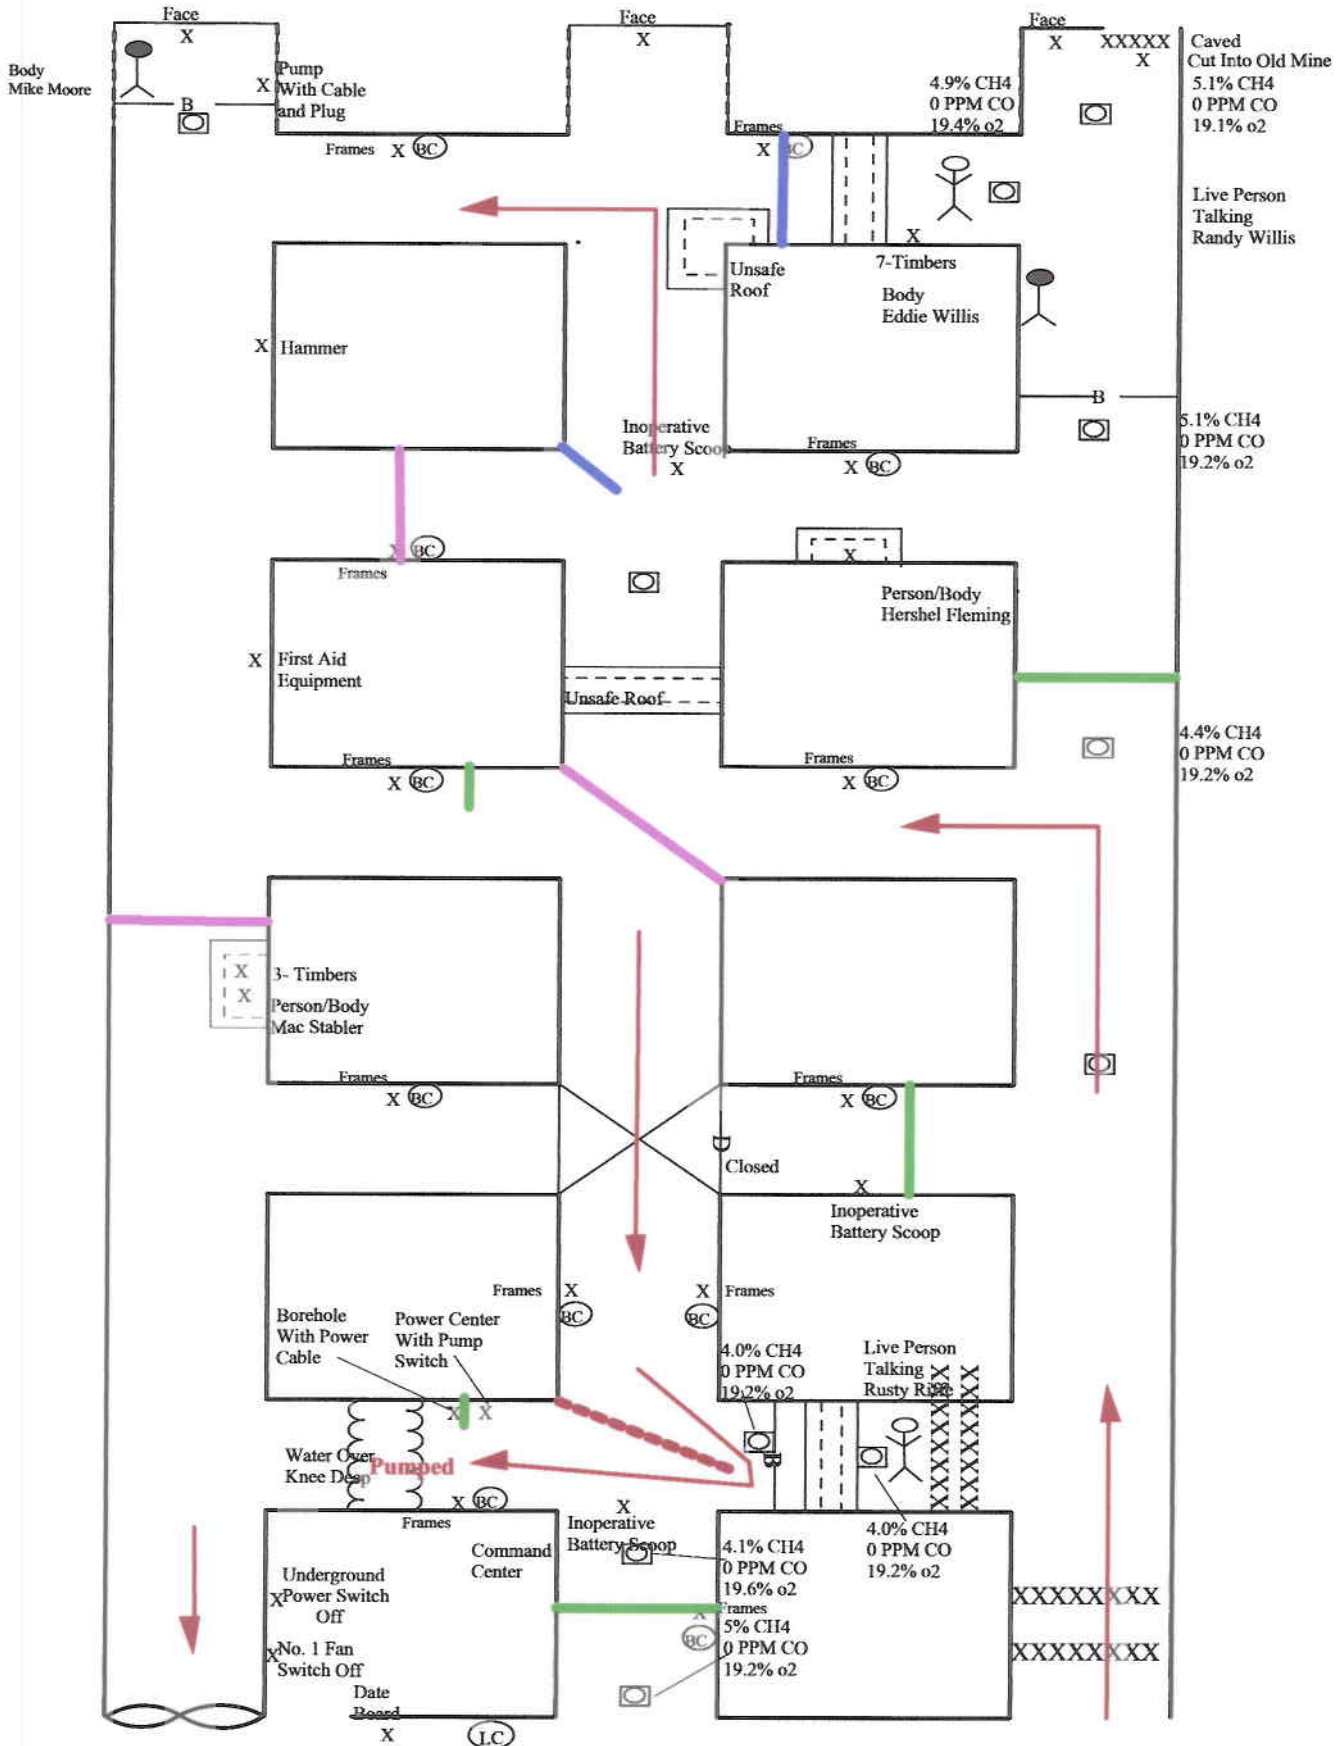 Face
X
Face
X
Face
X
XXXXX
X
Caved
Cut Into Old Mine
5.1% CH4
0 PPM CO
19.1% o2
Body
Mike Moore
X
Pump
With Cable
and Plug
B
Frames X BC
4.9% CH4
0 PPM CO
19.4% o2
Frames
X BC
Live Person
Talking
Randy Willis
X
7-Timbers
Unsafe
Roof
Body
Eddie Willis
X Hammer
B
Inoperative
Battery Scoop
X
Frames
X BC
5.1% CH4
0 PPM CO
19.2% o2
X BC
Frames
X
Person/Body
Hershel Fleming
X First Aid
Equipment
Unsafe Roof
Frames
X BC
Frames
X BC
4.4% CH4
0 PPM CO
19.2% o2
X
X
3- Timbers
Person/Body
Mac Stabler
Frames
X BC
Frames
X BC
D
Closed
X
Inoperative
Battery Scoop
Frames X
BC
X Frames
BC
Borehole
With Power
Cable
Power Center
With Pump
Switch
X X
4.0% CH4
0 PPM CO
19.2% o2
Live Person
Talking
Rusty
XXXXXXXX
XXXXXXXX
B
Water Over
Knee Deep
Pumped
X BC
Frames
X
Inoperative
Battery Scoop
Command
Center
4.1% CH4
0 PPM CO
19.6% o2
4.0% CH4
0 PPM CO
19.2% o2
Underground
Power Switch
Off
X
X Frames
BC
5% CH4
0 PPM CO
19.2% o2
XXXXXXXX
XXXXXXXX
X No. 1 Fan
Switch Off
Date
Board
X LC